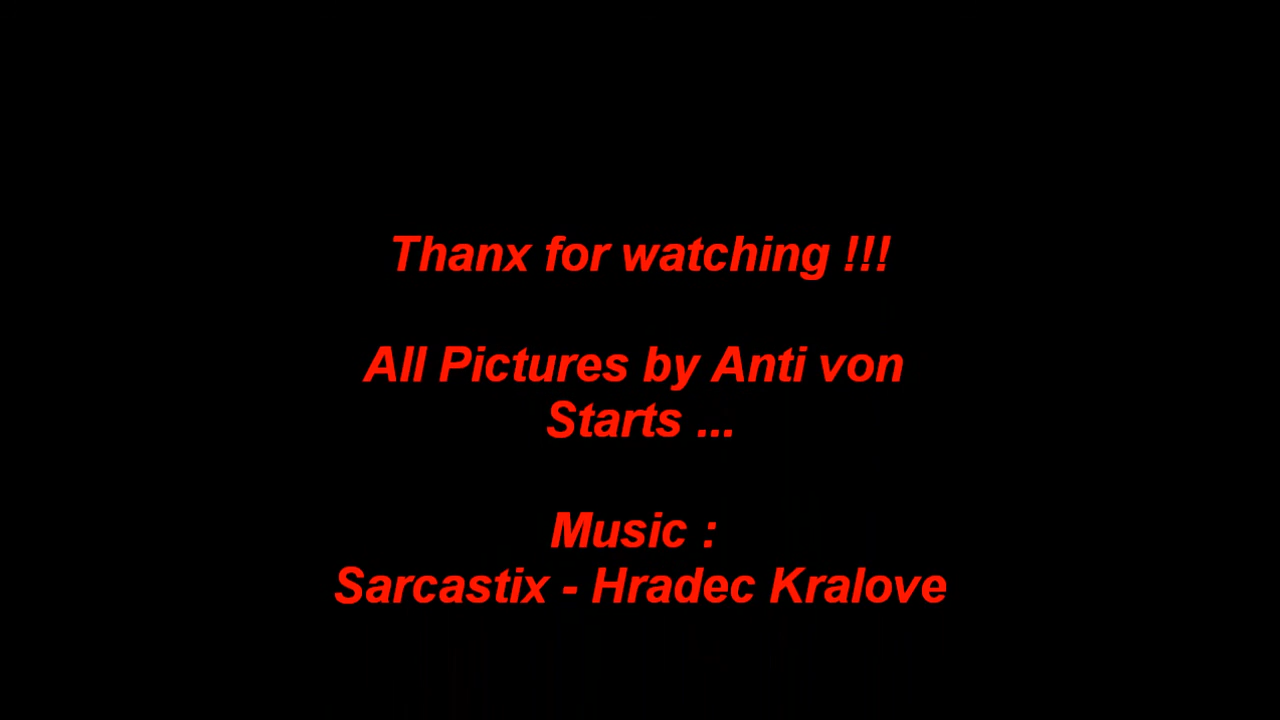 Thanx for watching !!!
All Pictures by Anti von
Starts ...
Music :
Sarcastix - Hradec Kralove